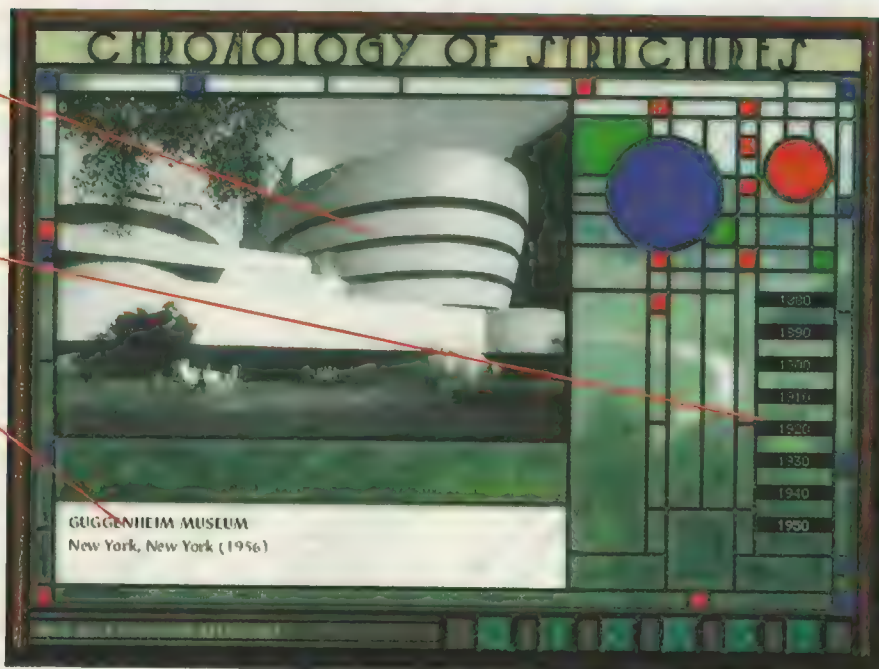 CHRONOLOGY OF STRUCTURES
1880
1890
1900
1910
1920
1930
1940
1950
GUGGENHEIM MUSEUM
New York, New York (1956)